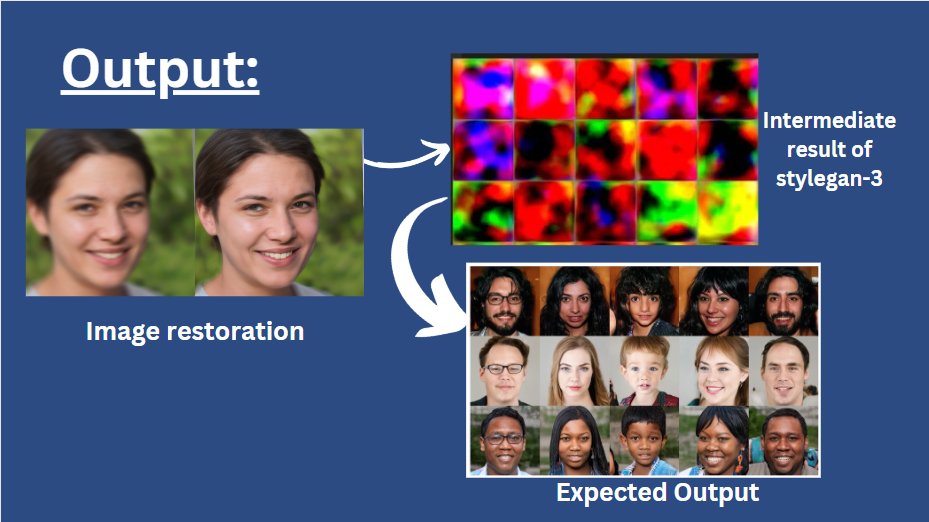 Output:
Intermediate
result of
stylegan-3
Image restoration
Expected Output